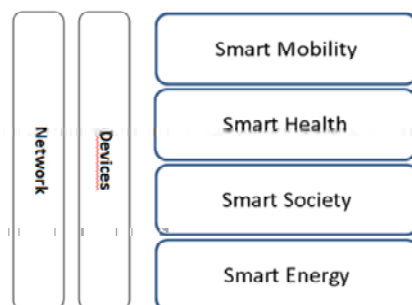 Network
Devices
Smart Mobility
Smart Health
Smart Society
Smart Energy